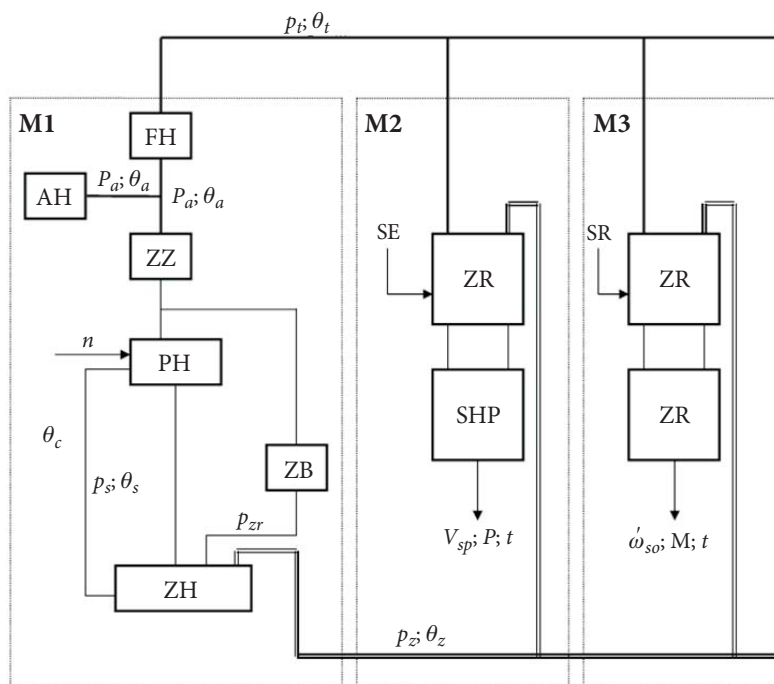 p_t; θ_t
M1
M2
M3
FH
AH
P_a; θ_a
P_a; θ_a
ZZ
SE
SR
ZR
ZR
n
PH
SHP
ZR
θ_c
p_s; θ_s
ZB
p_zr
V_sp; P; t
ώ_so; M; t
ZH
p_z; θ_z